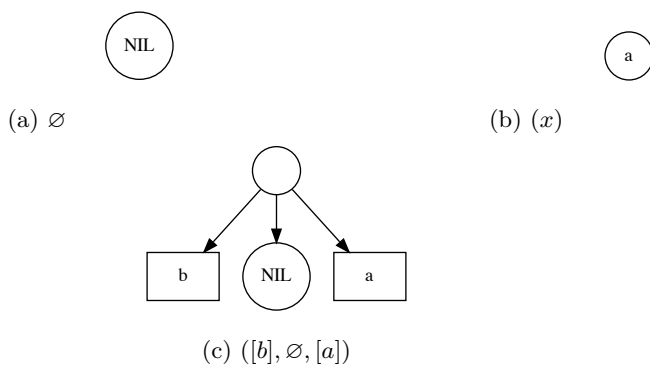 NIL
a
(a) ∅
(b) (x)
b
NIL
a
(c) ([b], ∅, [a])